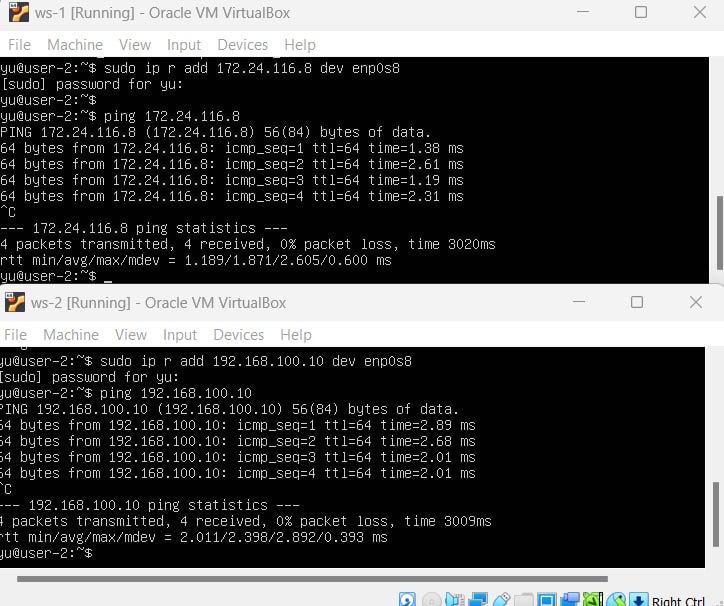 ws-1 [Running] - Oracle VM VirtualBox
File Machine View Input Devices Help
yu@user-2:~$ sudo ip r add 172.24.116.8 dev enp0s8
[sudo] password for yu:
yu@user-2:~$
yu@user-2:~$ ping 172.24.116.8
PING 172.24.116.8 (172.24.116.8) 56(84) bytes of data.
64 bytes from 172.24.116.8: icmp_seq=1 ttl=64 time=1.38 ms
64 bytes from 172.24.116.8: icmp_seq=2 ttl=64 time=2.61 ms
64 bytes from 172.24.116.8: icmp_seq=3 ttl=64 time=1.19 ms
64 bytes from 172.24.116.8: icmp_seq=4 ttl=64 time=2.31 ms
^C
--- 172.24.116.8 ping statistics ---
4 packets transmitted, 4 received, 0% packet loss, time 3020ms
rtt min/avg/max/mdev = 1.189/1.871/2.605/0.600 ms
yu@user-2:~$ _
ws-2 [Running] - Oracle VM VirtualBox
File Machine View Input Devices Help
yu@user-2:~$ sudo ip r add 192.168.100.10 dev enp0s8
[sudo] password for yu:
yu@user-2:~$ ping 192.168.100.10
PING 192.168.100.10 (192.168.100.10) 56(84) bytes of data.
64 bytes from 192.168.100.10: icmp_seq=1 ttl=64 time=2.89 ms
64 bytes from 192.168.100.10: icmp_seq=2 ttl=64 time=2.68 ms
64 bytes from 192.168.100.10: icmp_seq=3 ttl=64 time=2.01 ms
64 bytes from 192.168.100.10: icmp_seq=4 ttl=64 time=2.01 ms
^C
--- 192.168.100.10 ping statistics ---
4 packets transmitted, 4 received, 0% packet loss, time 3009ms
rtt min/avg/max/mdev = 2.011/2.398/2.892/0.393 ms
yu@user-2:~$
Right Ctrl